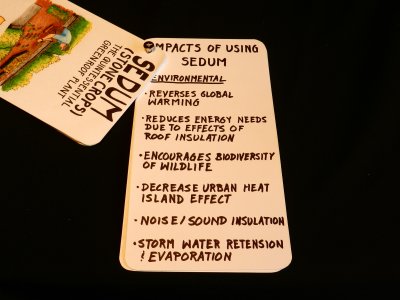 SEDUM
(STONE CROPS)
THE QUINTESSENTIAL
GREENROOF PLANT
IMPACTS OF USING
SEDUM
ENVIRONMENTAL
• REVERSES GLOBAL
WARMING
• REDUCES ENERGY NEEDS
DUE TO EFFECTS OF
ROOF INSULATION
• ENCOURAGES BIODIVERSITY
OF WILDLIFE
• DECREASE URBAN HEAT
ISLAND EFFECT
• NOISE/SOUND INSULATION
• STORM WATER RETENSION
& EVAPORATION